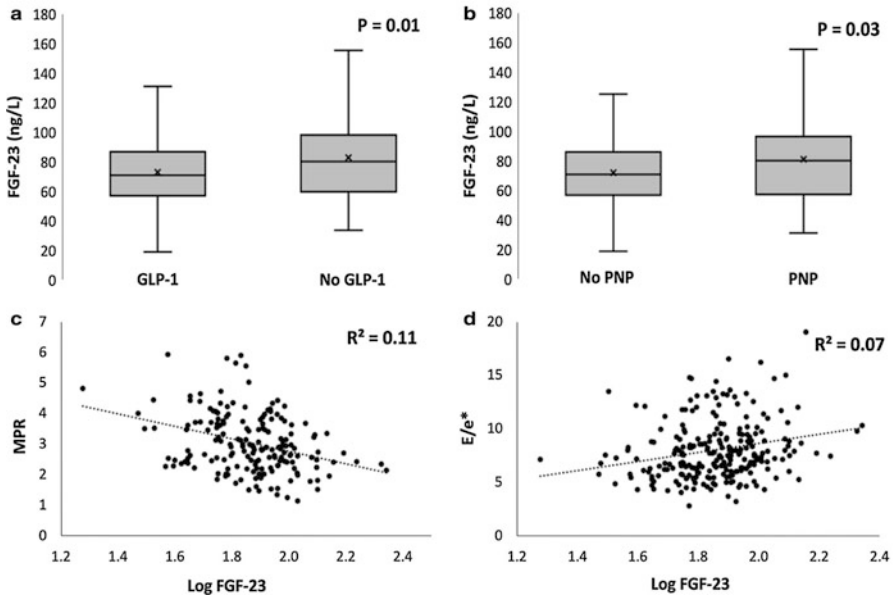 a
P = 0.01
180
160
140
120
100
80
60
40
20
0
FGF-23 (ng/L)
GLP-1 No GLP-1
b
P = 0.03
180
160
140
120
100
80
60
40
20
0
FGF-23 (ng/L)
No PNP PNP
c
R² = 0.11
7
6
5
4
3
2
1
0
MPR
1.2 1.4 1.6 1.8 2.0 2.2 2.4
Log FGF-23
d
R² = 0.07
20
15
10
5
0
E/e*
1.2 1.4 1.6 1.8 2.0 2.2 2.4
Log FGF-23